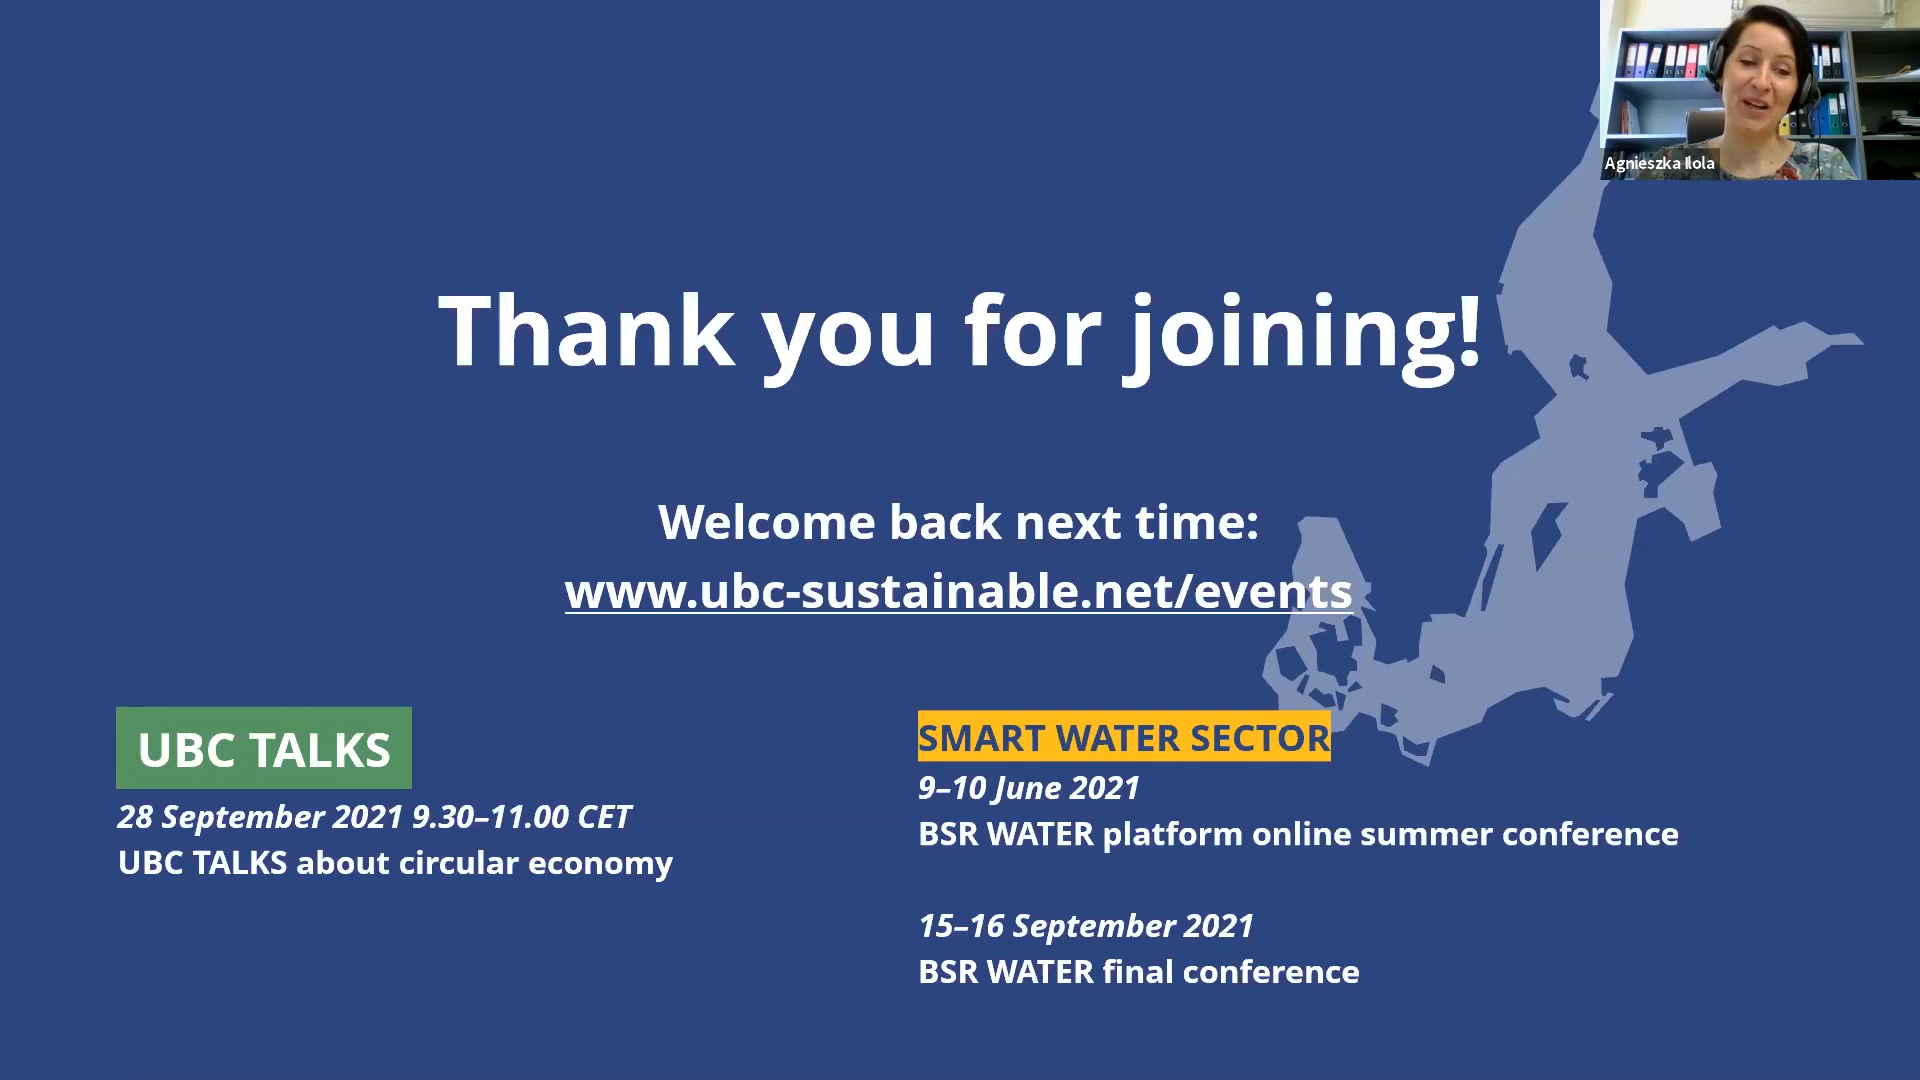 Agnieszka Ilola
Thank you for joining!
Welcome back next time:
www.ubc-sustainable.net/events
UBC TALKS
28 September 2021 9.30–11.00 CET
UBC TALKS about circular economy
SMART WATER SECTOR
9–10 June 2021
BSR WATER platform online summer conference
15–16 September 2021
BSR WATER final conference